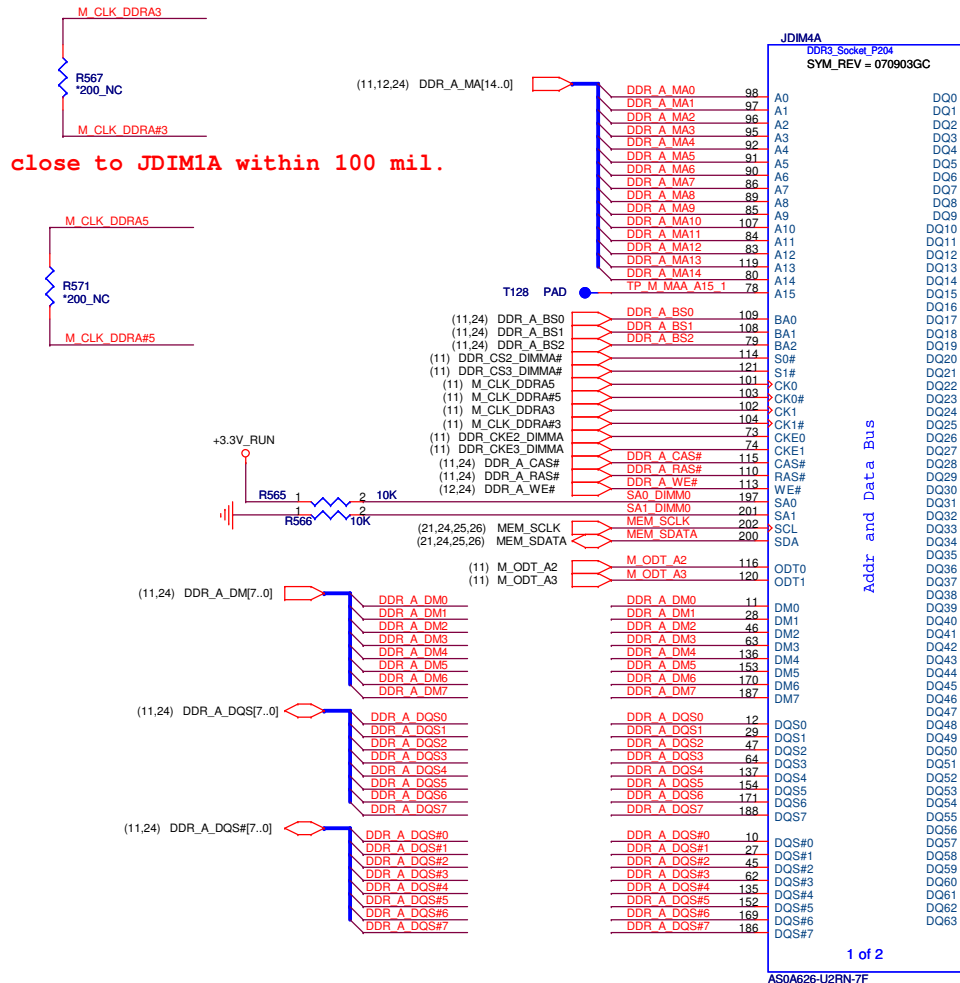 M_CLK_DDRA3
R567
*200_NC
M_CLK_DDRA#3
close to JDIM1A within 100 mil.
M_CLK_DDRA5
R571
*200_NC
M_CLK_DDRA#5
JDIM4A
DDR3_Socket_P204
SYM_REV = 070903GC
(11,12,24) DDR_A_MA[14..0]
DDR_A_MA0 98 A0
DDR_A_MA1 97 A1
DDR_A_MA2 96 A2
DDR_A_MA3 95 A3
DDR_A_MA4 92 A4
DDR_A_MA5 91 A5
DDR_A_MA6 90 A6
DDR_A_MA7 86 A7
DDR_A_MA8 89 A8
DDR_A_MA9 85 A9
DDR_A_MA10 107 A10
DDR_A_MA11 84 A11
DDR_A_MA12 83 A12
DDR_A_MA13 119 A13
DDR_A_MA14 80 A14
T128 PAD TP_M_MAA_A15_1 78 A15
(11,24) DDR_A_BS0 DDR_A_BS0 109 BA0
(11,24) DDR_A_BS1 DDR_A_BS1 108 BA1
(11,24) DDR_A_BS2 DDR_A_BS2 79 BA2
(11) DDR_CS2_DIMMA# 114 S0#
(11) DDR_CS3_DIMMA# 121 S1#
(11) M_CLK_DDRA5 101 CK0
(11) M_CLK_DDRA#5 103 CK0#
(11) M_CLK_DDRA3 102 CK1
(11) M_CLK_DDRA#3 104 CK1#
(11) DDR_CKE2_DIMMA 73 CKE0
(11) DDR_CKE3_DIMMA 74 CKE1
(11,24) DDR_A_CAS# DDR_A_CAS# 115 CAS#
(11,24) DDR_A_RAS# DDR_A_RAS# 110 RAS#
(12,24) DDR_A_WE# DDR_A_WE# 113 WE#
+3.3V_RUN
R565 1 2 10K SA0_DIMM0 197 SA0
R566 1 2 10K SA1_DIMM0 201 SA1
(21,24,25,26) MEM_SCLK MEM_SCLK 202 SCL
(21,24,25,26) MEM_SDATA MEM_SDATA 200 SDA
(11) M_ODT_A2 M_ODT_A2 116 ODT0
(11) M_ODT_A3 M_ODT_A3 120 ODT1
(11,24) DDR_A_DM[7..0]
DDR_A_DM0 DDR_A_DM0 11 DM0
DDR_A_DM1 DDR_A_DM1 28 DM1
DDR_A_DM2 DDR_A_DM2 46 DM2
DDR_A_DM3 DDR_A_DM3 63 DM3
DDR_A_DM4 DDR_A_DM4 136 DM4
DDR_A_DM5 DDR_A_DM5 153 DM5
DDR_A_DM6 DDR_A_DM6 170 DM6
DDR_A_DM7 DDR_A_DM7 187 DM7
(11,24) DDR_A_DQS[7..0]
DDR_A_DQS0 DDR_A_DQS0 12 DQS0
DDR_A_DQS1 DDR_A_DQS1 29 DQS1
DDR_A_DQS2 DDR_A_DQS2 47 DQS2
DDR_A_DQS3 DDR_A_DQS3 64 DQS3
DDR_A_DQS4 DDR_A_DQS4 137 DQS4
DDR_A_DQS5 DDR_A_DQS5 154 DQS5
DDR_A_DQS6 DDR_A_DQS6 171 DQS6
DDR_A_DQS7 DDR_A_DQS7 188 DQS7
(11,24) DDR_A_DQS#[7..0]
DDR_A_DQS#0 DDR_A_DQS#0 10 DQS#0
DDR_A_DQS#1 DDR_A_DQS#1 27 DQS#1
DDR_A_DQS#2 DDR_A_DQS#2 45 DQS#2
DDR_A_DQS#3 DDR_A_DQS#3 62 DQS#3
DDR_A_DQS#4 DDR_A_DQS#4 135 DQS#4
DDR_A_DQS#5 DDR_A_DQS#5 152 DQS#5
DDR_A_DQS#6 DDR_A_DQS#6 169 DQS#6
DDR_A_DQS#7 DDR_A_DQS#7 186 DQS#7
Addr and Data Bus
DQ0
DQ1
DQ2
DQ3
DQ4
DQ5
DQ6
DQ7
DQ8
DQ9
DQ10
DQ11
DQ12
DQ13
DQ14
DQ15
DQ16
DQ17
DQ18
DQ19
DQ20
DQ21
DQ22
DQ23
DQ24
DQ25
DQ26
DQ27
DQ28
DQ29
DQ30
DQ31
DQ32
DQ33
DQ34
DQ35
DQ36
DQ37
DQ38
DQ39
DQ40
DQ41
DQ42
DQ43
DQ44
DQ45
DQ46
DQ47
DQ48
DQ49
DQ50
DQ51
DQ52
DQ53
DQ54
DQ55
DQ56
DQ57
DQ58
DQ59
DQ60
DQ61
DQ62
DQ63
1 of 2
AS0A626-U2RN-7F